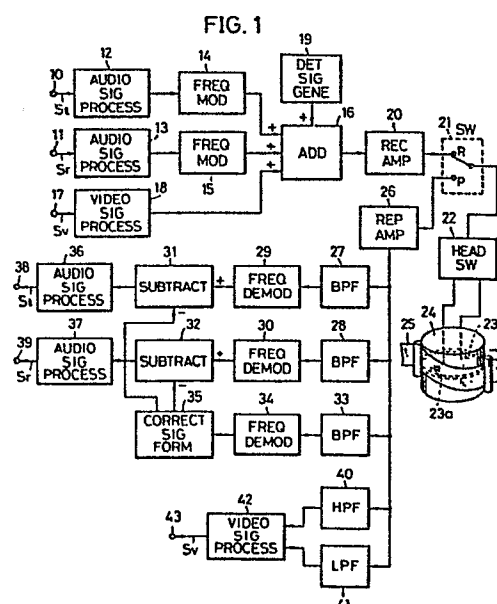 FIG. 1
19
DET
SIG
GENE
12
14
10
AUDIO
SIG
PROCESS
FREQ
MOD
Sℓ
16
20
21
SW
11
13
AUDIO
SIG
PROCESS
FREQ
MOD
ADD
REC
AMP
R
P
Sr
15
17
18
VIDEO
SIG
PROCESS
26
REP
AMP
22
HEAD
SW
Sv
36
31
29
27
38
AUDIO
SIG
PROCESS
SUBTRACT
FREQ
DEMOD
BPF
Sℓ
24
23
25
37
32
30
28
39
AUDIO
SIG
PROCESS
SUBTRACT
FREQ
DEMOD
BPF
Sr
23a
35
34
33
CORRECT
SIG
FORM
FREQ
DEMOD
BPF
42
40
43
VIDEO
SIG
PROCESS
HPF
Sv
LPF
41